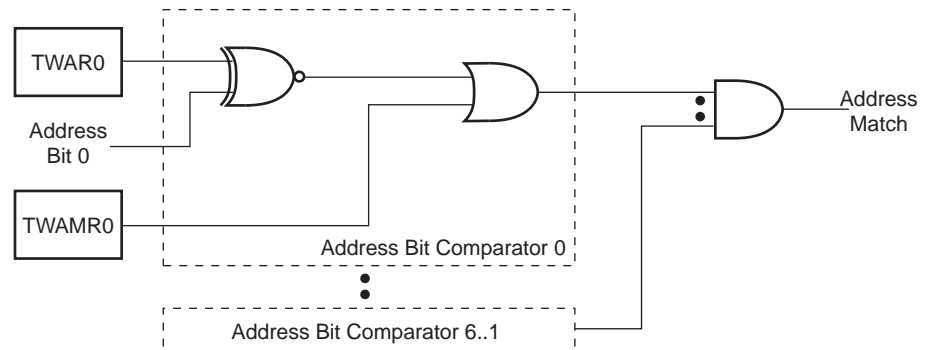 TWAR0
Address
Bit 0
TWAMR0
Address Bit Comparator 0
Address Bit Comparator 6..1
Address
Match